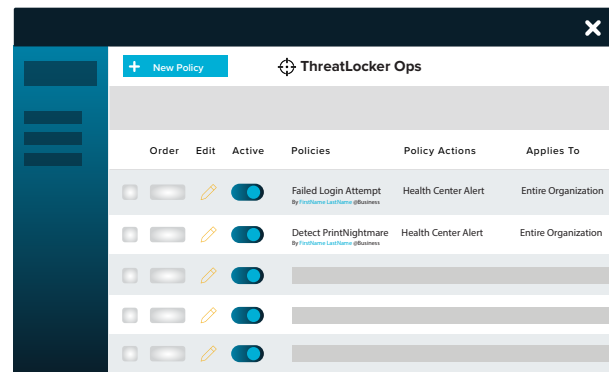 + New Policy
ThreatLocker Ops
Order Edit Active Policies Policy Actions Applies To
Failed Login Attempt Health Center Alert Entire Organization
By FirstName LastName @Business
Detect PrintNightmare Health Center Alert Entire Organization
By FirstName LastName @Business